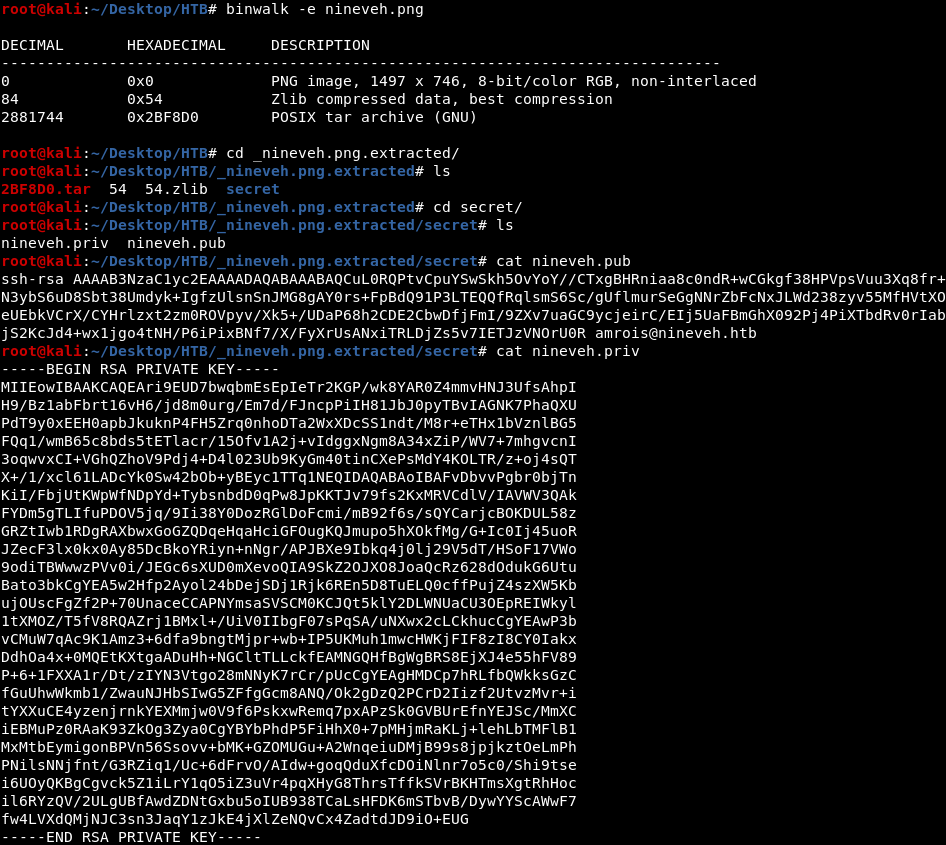 root@kali:~/Desktop/HTB# binwalk -e nineveh.png
DECIMAL       HEXADECIMAL     DESCRIPTION
--------------------------------------------------------------------------------
0             0x0             PNG image, 1497 x 746, 8-bit/color RGB, non-interlaced
84            0x54            Zlib compressed data, best compression
2881744       0x2BF8D0        POSIX tar archive (GNU)
root@kali:~/Desktop/HTB# cd _nineveh.png.extracted/
root@kali:~/Desktop/HTB/_nineveh.png.extracted# ls
2BF8D0.tar  54  54.zlib  secret
root@kali:~/Desktop/HTB/_nineveh.png.extracted# cd secret/
root@kali:~/Desktop/HTB/_nineveh.png.extracted/secret# ls
nineveh.priv  nineveh.pub
root@kali:~/Desktop/HTB/_nineveh.png.extracted/secret# cat nineveh.pub
ssh-rsa AAAAB3NzaC1yc2EAAAADAQABAAABAQCuL0RQPtvCpuYSwSkh5OvYoY//CTxgBHRniaa8c0ndR+wCGkgf38HPVpsVuu3Xq8fr+
N3ybS6uD8Sbt38Umdyk+IgfzUlsnSnJMG8gAY0rs+FpBdQ91P3LTEQQfRqlsmS6Sc/gUflmurSeGgNNrZbFcNxJLWd238zyv55MfHVtXO
eUEbkVCrX/CYHrlzxt2zm0ROVpyv/Xk5+/UDaP68h2CDE2CbwDfjFmI/9ZXv7uaGC9ycjeirC/EIj5UaFBmGhX092Pj4PiXTbdRv0rIab
jS2KcJd4+wx1jgo4tNH/P6iPixBNf7/X/FyXrUsANxiTRLDjZs5v7IETJzVNOrU0R amrois@nineveh.htb
root@kali:~/Desktop/HTB/_nineveh.png.extracted/secret# cat nineveh.priv
-----BEGIN RSA PRIVATE KEY-----
MIIEowIBAAKCAQEAri9EUD7bwqbmEsEpIeTr2KGP/wk8YAR0Z4mmvHNJ3UfsAhpI
H9/Bz1abFbrt16vH6/jd8m0urg/Em7d/FJncpPiIH81JbJ0pyTBvIAGNK7PhaQXU
PdT9y0xEEH0apbJkuknP4FH5Zrq0nhoDTa2WxXDcSS1ndt/M8r+eTHx1bVznlBG5
FQq1/wmB65c8bds5tETlacr/15Ofv1A2j+vIdggxNgm8A34xZiP/WV7+7mhgvcnI
3oqwvxCI+VGhQZhoV9Pdj4+D4l023Ub9KyGm40tinCXePsMdY4KOLTR/z+oj4sQT
X+/1/xcl61LADcYk0Sw42bOb+yBEyc1TTq1NEQIDAQABAoIBAFvDbvvPgbr0bjTn
KiI/FbjUtKWpWfNDpYd+TybsnbdD0qPw8JpKKTJv79fs2KxMRVCdlV/IAVWV3QAk
FYDm5gTLIfuPDOV5jq/9Ii38Y0DozRGlDoFcmi/mB92f6s/sQYCarjcBOKDUL58z
GRZtIwb1RDgRAXbwxGoGZQDqeHqaHciGFOugKQJmupo5hXOkfMg/G+Ic0Ij45uoR
JZecF3lx0kx0Ay85DcBkoYRiyn+nNgr/APJBXe9Ibkq4j0lj29V5dT/HSoF17VWo
9odiTBWwwzPVv0i/JEGc6sXUD0mXevoQIA9SkZ2OJXO8JoaQcRz628dOdukG6Utu
Bato3bkCgYEA5w2Hfp2Ayol24bDejSDj1Rjk6REn5D8TuELQ0cffPujZ4szXW5Kb
ujOUscFgZf2P+70UnaceCCAPNYmsaSVSCM0KCJQt5klY2DLWNUaCU3OEpREIWkyl
1tXMOZ/T5fV8RQAZrj1BMxl+/UiV0IIbgF07sPqSA/uNXwx2cLCkhucCgYEAwP3b
vCMuW7qAc9K1Amz3+6dfa9bngtMjpr+wb+IP5UKMuh1mwcHWKjFIF8zI8CY0Iakx
DdhOa4x+0MQEtKXtgaADuHh+NGCltTLLckfEAMNGQHfBgWgBRS8EjXJ4e55hFV89
P+6+1FXXA1r/Dt/zIYN3Vtgo28mNNyK7rCr/pUcCgYEAgHMDCp7hRLfbQWkksGzC
fGuUhwWkmb1/ZwauNJHbSIwG5ZFfgGcm8ANQ/Ok2gDzQ2PCrD2Iizf2UtvzMvr+i
tYXXuCE4yzenjrnkYEXMmjw0V9f6PskxwRemq7pxAPzSk0GVBUrEfnYEJSc/MmXC
iEBMuPz0RAaK93ZkOg3Zya0CgYBYbPhdP5FiHhX0+7pMHjmRaKLj+lehLbTMFlB1
MxMtbEymigonBPVn56Ssovv+bMK+GZOMUGu+A2WnqeiuDMjB99s8jpjkztOeLmPh
PNilsNNjfnt/G3RZiq1/Uc+6dFrvO/AIdw+goqQduXfcDOiNlnr7o5c0/Shi9tse
i6UOyQKBgCgvck5Z1iLrY1qO5iZ3uVr4pqXHyG8ThrsTffkSVrBKHTmsXgtRhHoc
il6RYzQV/2ULgUBfAwdZDNtGxbu5oIUB938TCaLsHFDK6mSTbvB/DywYYScAWwF7
fw4LVXdQMjNJC3sn3JaqY1zJkE4jXlZeNQvCx4ZadtdJD9iO+EUG
-----END RSA PRIVATE KEY-----